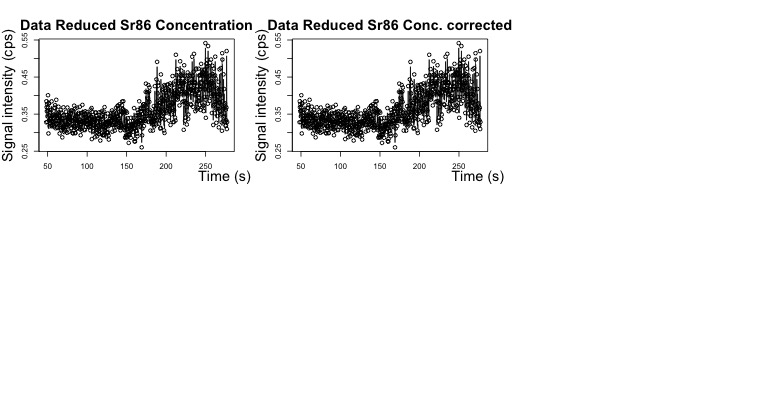 Data Reduced Sr86 Concentration
Signal intensity (cps)
0.55
0.45
0.35
0.25
50 100 150 200 250
Time (s)
Data Reduced Sr86 Conc. corrected
Signal intensity (cps)
0.55
0.45
0.35
0.25
50 100 150 200 250
Time (s)